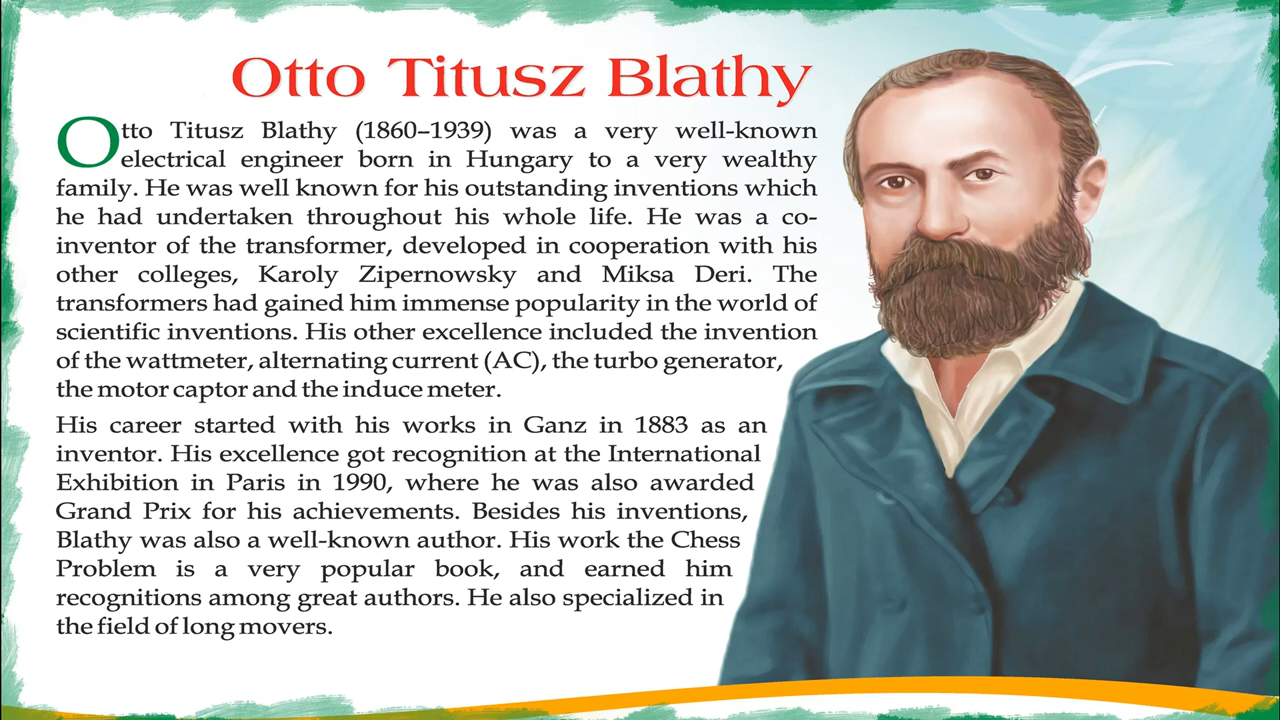 Otto Titusz Blathy
Otto Titusz Blathy (1860–1939) was a very well-known
electrical engineer born in Hungary to a very wealthy
family. He was well known for his outstanding inventions which
he had undertaken throughout his whole life. He was a co-
inventor of the transformer, developed in cooperation with his
other colleges, Karoly Zipernowsky and Miksa Deri. The
transformers had gained him immense popularity in the world of
scientific inventions. His other excellence included the invention
of the wattmeter, alternating current (AC), the turbo generator,
the motor captor and the induce meter.
His career started with his works in Ganz in 1883 as an
inventor. His excellence got recognition at the International
Exhibition in Paris in 1990, where he was also awarded
Grand Prix for his achievements. Besides his inventions,
Blathy was also a well-known author. His work the Chess
Problem is a very popular book, and earned him
recognitions among great authors. He also specialized in
the field of long movers.